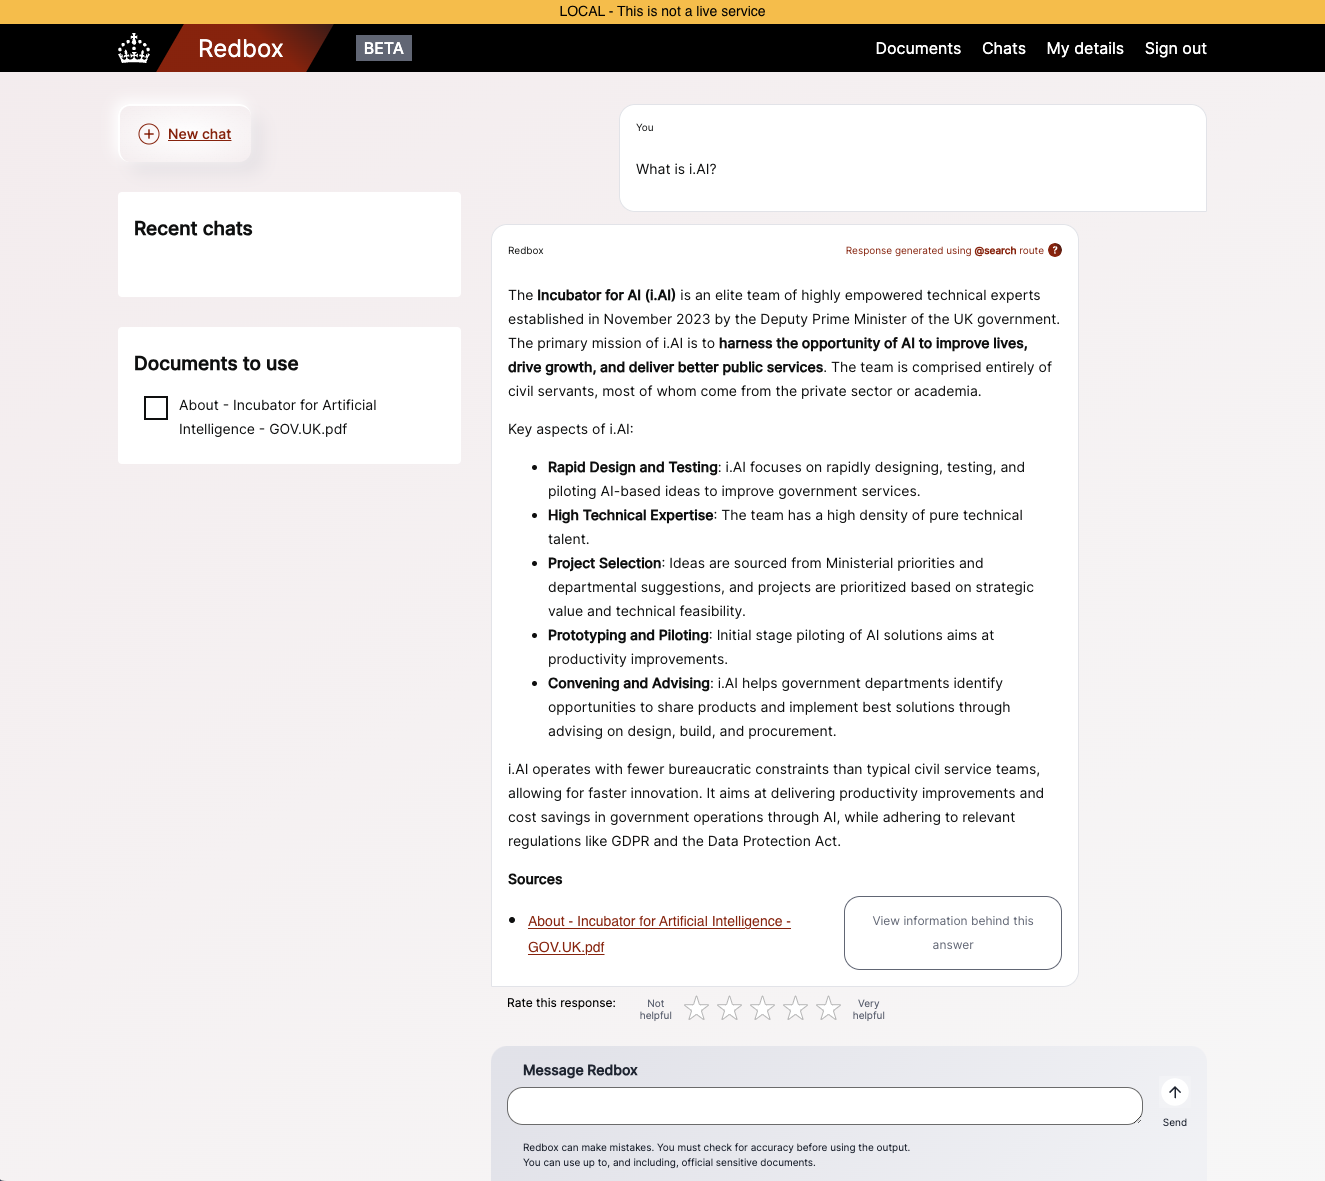 LOCAL - This is not a live service
Redbox
BETA
Documents
Chats
My details
Sign out
New chat
Recent chats
Documents to use
About - Incubator for Artificial
Intelligence - GOV.UK.pdf
You
What is i.AI?
Redbox
Response generated using @search route ?
The Incubator for AI (i.AI) is an elite team of highly empowered technical experts
established in November 2023 by the Deputy Prime Minister of the UK government.
The primary mission of i.AI is to harness the opportunity of AI to improve lives,
drive growth, and deliver better public services. The team is comprised entirely of
civil servants, most of whom come from the private sector or academia.
Key aspects of i.AI:
• Rapid Design and Testing: i.AI focuses on rapidly designing, testing, and
piloting AI-based ideas to improve government services.
• High Technical Expertise: The team has a high density of pure technical
talent.
• Project Selection: Ideas are sourced from Ministerial priorities and
departmental suggestions, and projects are prioritized based on strategic
value and technical feasibility.
• Prototyping and Piloting: Initial stage piloting of AI solutions aims at
productivity improvements.
• Convening and Advising: i.AI helps government departments identify
opportunities to share products and implement best solutions through
advising on design, build, and procurement.
i.AI operates with fewer bureaucratic constraints than typical civil service teams,
allowing for faster innovation. It aims at delivering productivity improvements and
cost savings in government operations through AI, while adhering to relevant
regulations like GDPR and the Data Protection Act.
Sources
• About - Incubator for Artificial Intelligence -
GOV.UK.pdf
View information behind this
answer
Rate this response:
Not
helpful
Very
helpful
Message Redbox
Send
Redbox can make mistakes. You must check for accuracy before using the output.
You can use up to, and including, official sensitive documents.